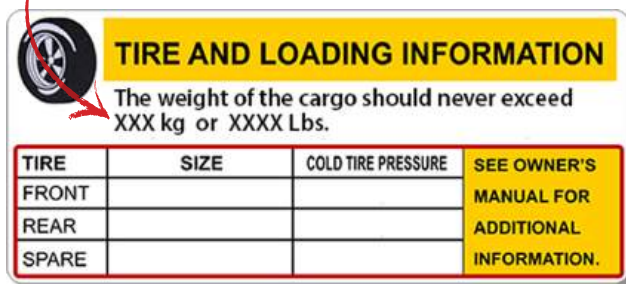 TIRE AND LOADING INFORMATION
The weight of the cargo should never exceed
XXX kg or XXXX Lbs.
TIRE SIZE COLD TIRE PRESSURE SEE OWNER'S
FRONT MANUAL FOR
REAR ADDITIONAL
SPARE INFORMATION.